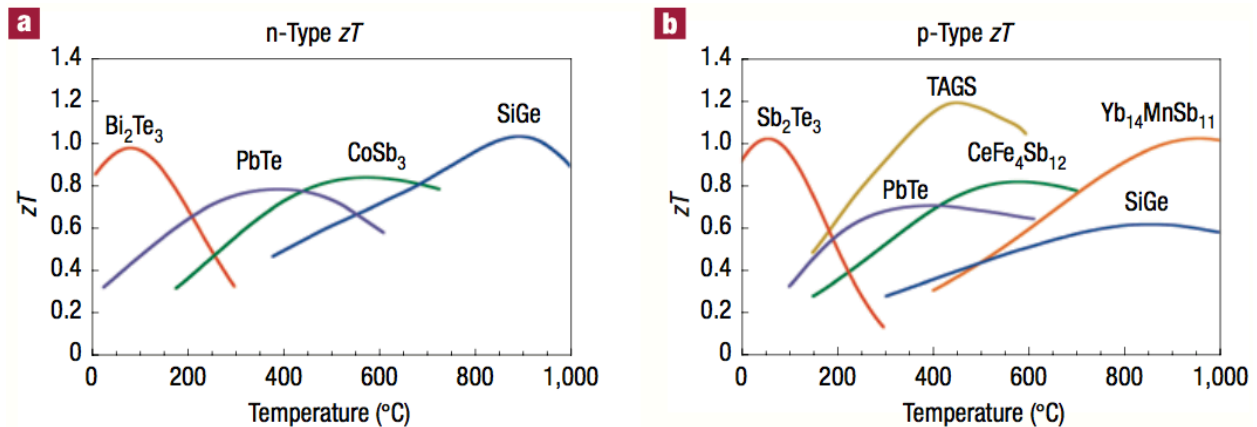 a
n-Type zT
1.4
1.2
1.0
0.8
0.6
0.4
0.2
0
zT
Bi₂Te₃
PbTe
CoSb₃
SiGe
0 200 400 600 800 1,000
Temperature (°C)
b
p-Type zT
1.4
1.2
1.0
0.8
0.6
0.4
0.2
0
zT
Sb₂Te₃
TAGS
PbTe
CeFe₄Sb₁₂
Yb₁₄MnSb₁₁
SiGe
0 200 400 600 800 1,000
Temperature (°C)